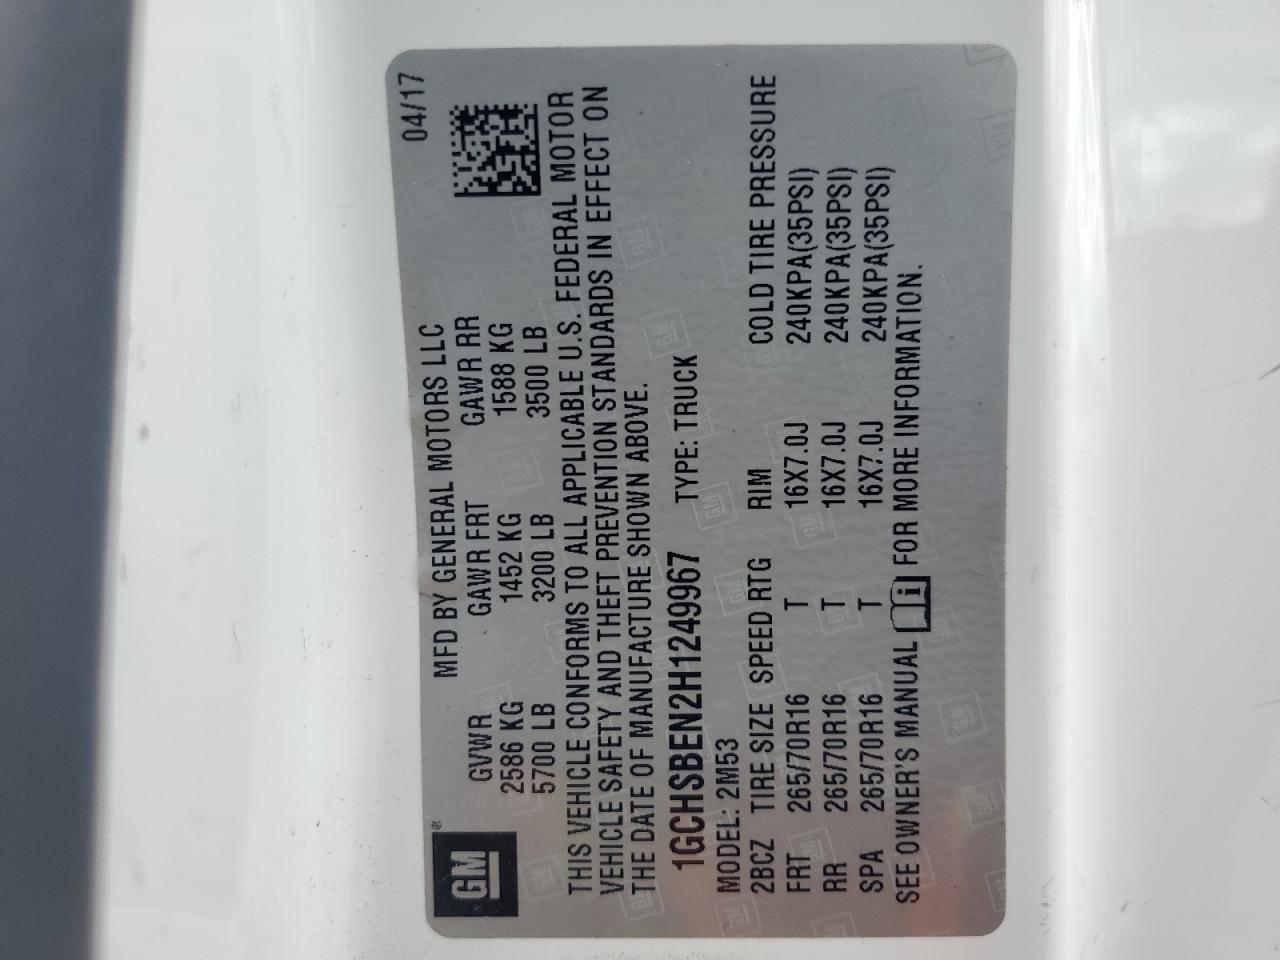 04/17
MFD BY GENERAL MOTORS LLC
GVWR GAWR FRT GAWR RR
2586 KG 1452 KG 1588 KG
5700 LB 3200 LB 3500 LB
GM®
THIS VEHICLE CONFORMS TO ALL APPLICABLE U.S. FEDERAL MOTOR
VEHICLE SAFETY AND THEFT PREVENTION STANDARDS IN EFFECT ON
THE DATE OF MANUFACTURE SHOWN ABOVE.
1GCHSBEN2H1249967 TYPE: TRUCK
MODEL: 2M53
2BCZ TIRE SIZE SPEED RTG RIM COLD TIRE PRESSURE
FRT 265/70R16 T 16X7.0J 240KPA(35PSI)
RR 265/70R16 T 16X7.0J 240KPA(35PSI)
SPA 265/70R16 T 16X7.0J 240KPA(35PSI)
SEE OWNER'S MANUAL i FOR MORE INFORMATION.